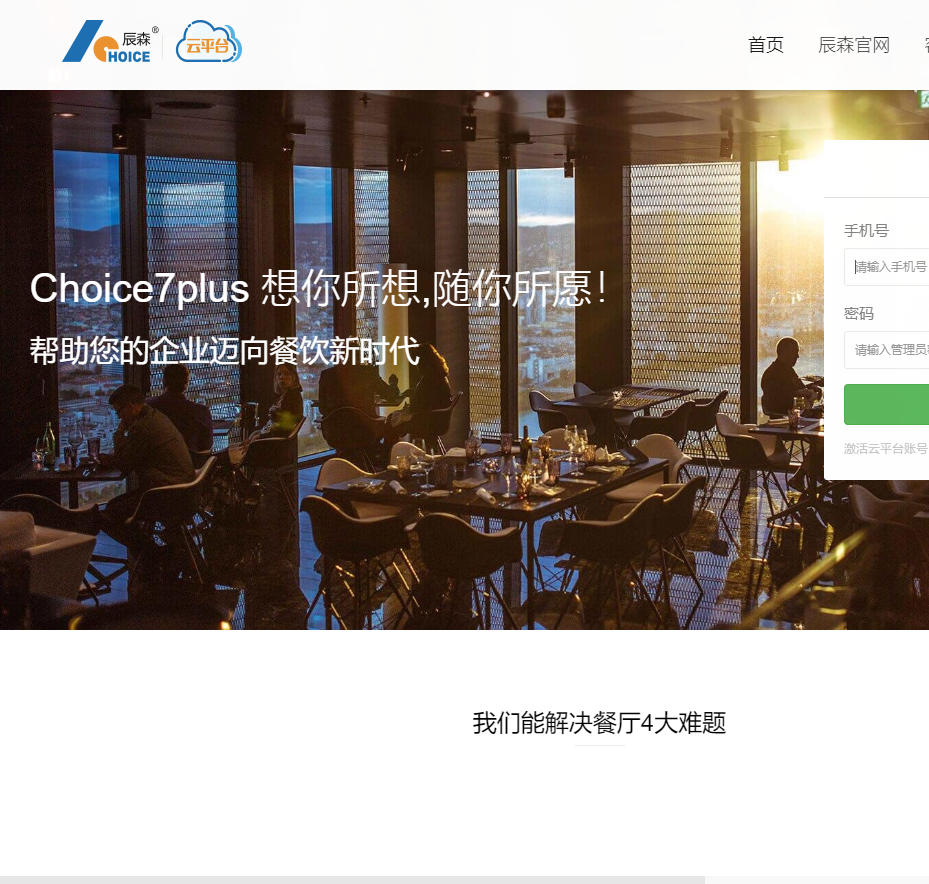 辰森®
CHOICE
云平台
首页
辰森官网
手机号
请输入手机号
密码
请输入管理员
激活云平台账号
Choice7plus 想你所想,随你所愿!
帮助您的企业迈向餐饮新时代
我们能解决餐厅4大难题